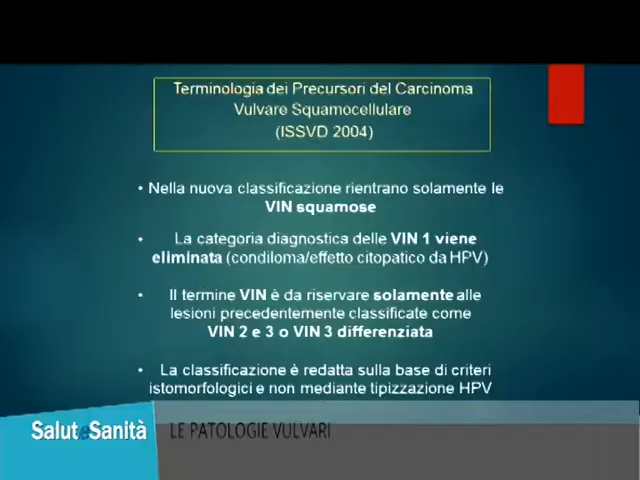 Terminologia dei Precursori del Carcinoma
Vulvare Squamocellulare
(ISSVD 2004)
• Nella nuova classificazione rientrano solamente le
VIN squamose
• La categoria diagnostica delle VIN 1 viene
eliminata (condiloma/effetto citopatico da HPV)
• Il termine VIN è da riservare solamente alle
lesioni precedentemente classificate come
VIN 2 e 3 o VIN 3 differenziata
• La classificazione è redatta sulla base di criteri
istomorfologici e non mediante tipizzazione HPV
SaluteSanità LE PATOLOGIE VULVARI